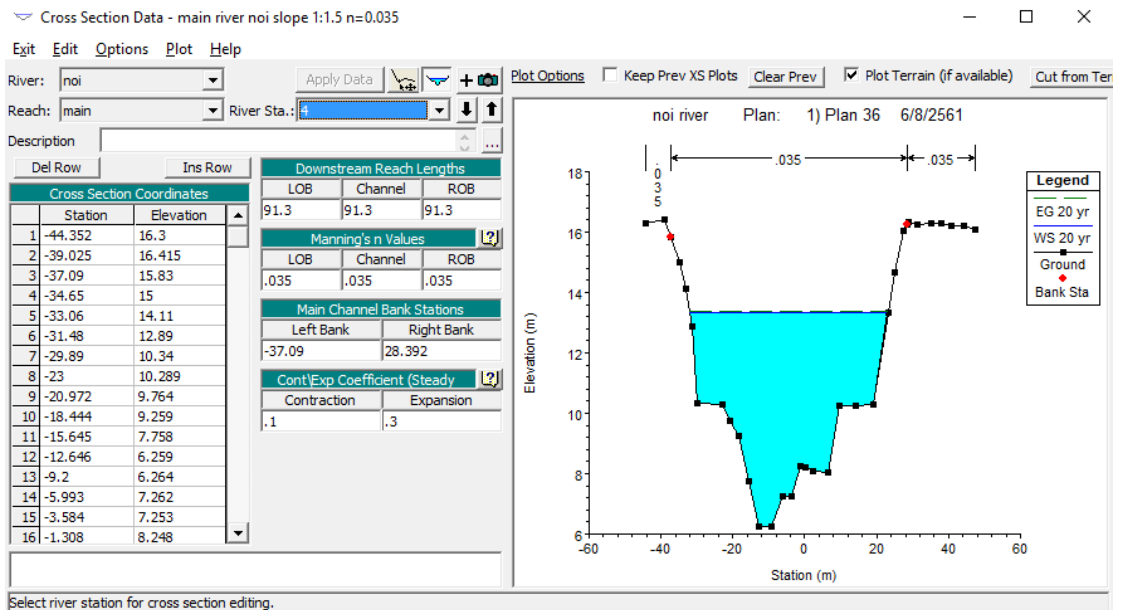 Cross Section Data - main river noi slope 1:1.5 n=0.035
Exit Edit Options Plot Help
River: noi
Apply Data
Reach: main River Sta.: 4
Description
...
Del Row Ins Row
Cross Section Coordinates
Station Elevation
1 -44.352 16.3
2 -39.025 16.415
3 -37.09 15.83
4 -34.65 15
5 -33.06 14.11
6 -31.48 12.89
7 -29.89 10.34
8 -23 10.289
9 -20.972 9.764
10 -18.444 9.259
11 -15.645 7.758
12 -12.646 6.259
13 -9.2 6.264
14 -5.993 7.262
15 -3.584 7.253
16 -1.308 8.248
Downstream Reach Lengths
LOB Channel ROB
91.3 91.3 91.3
Manning's n Values
LOB Channel ROB
.035 .035 .035
Main Channel Bank Stations
Left Bank Right Bank
-37.09 28.392
Cont\Exp Coefficient (Steady
Contraction Expansion
.1 .3
Select river station for cross section editing.
Plot Options Keep Prev XS Plots Clear Prev Plot Terrain (if available) Cut from Ter
noi river Plan: 1) Plan 36 6/8/2561
.035 .035 .035
Elevation (m)
18
16
14
12
10
8
6
-60 -40 -20 0 20 40 60
Station (m)
Legend
EG 20 yr
WS 20 yr
Ground
Bank Sta